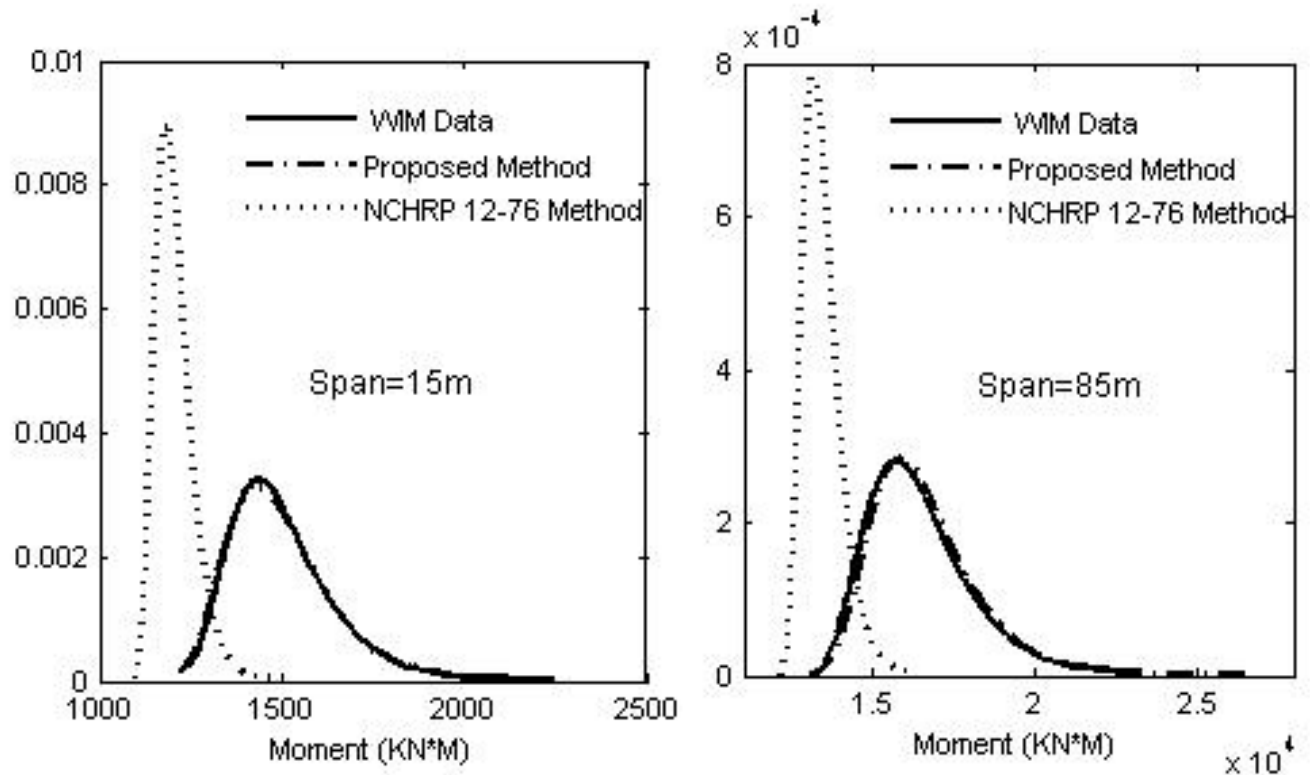 0.01
0.008
0.006
0.004
0.002
0
1000
1500
2000
2500
WIM Data
Proposed Method
NCHRP 12-76 Method
Span=15m
Moment (KN*M)
x 10⁻⁴
8
6
4
2
0
1.5
2
2.5
WIM Data
Proposed Method
NCHRP 12-76 Method
Span=85m
Moment (KN*M)
x 10⁴